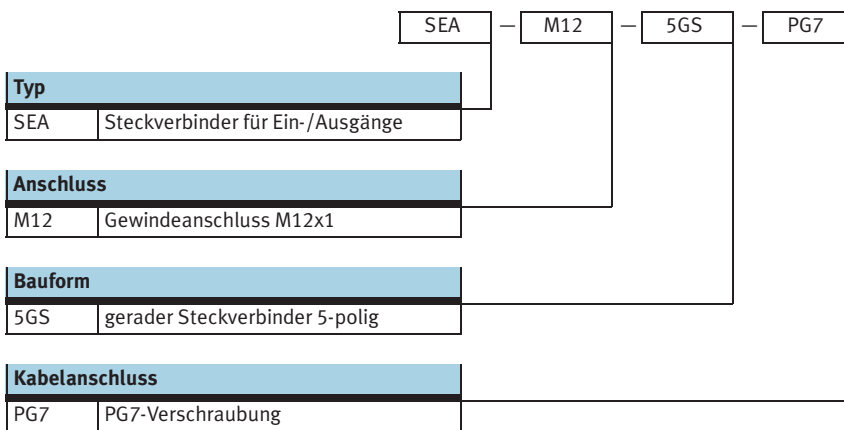 SEA — M12 — 5GS — PG7
Typ
SEA Steckverbinder für Ein-/Ausgänge
Anschluss
M12 Gewindeanschluss M12x1
Bauform
5GS gerader Steckverbinder 5-polig
Kabelanschluss
PG7 PG7-Verschraubung